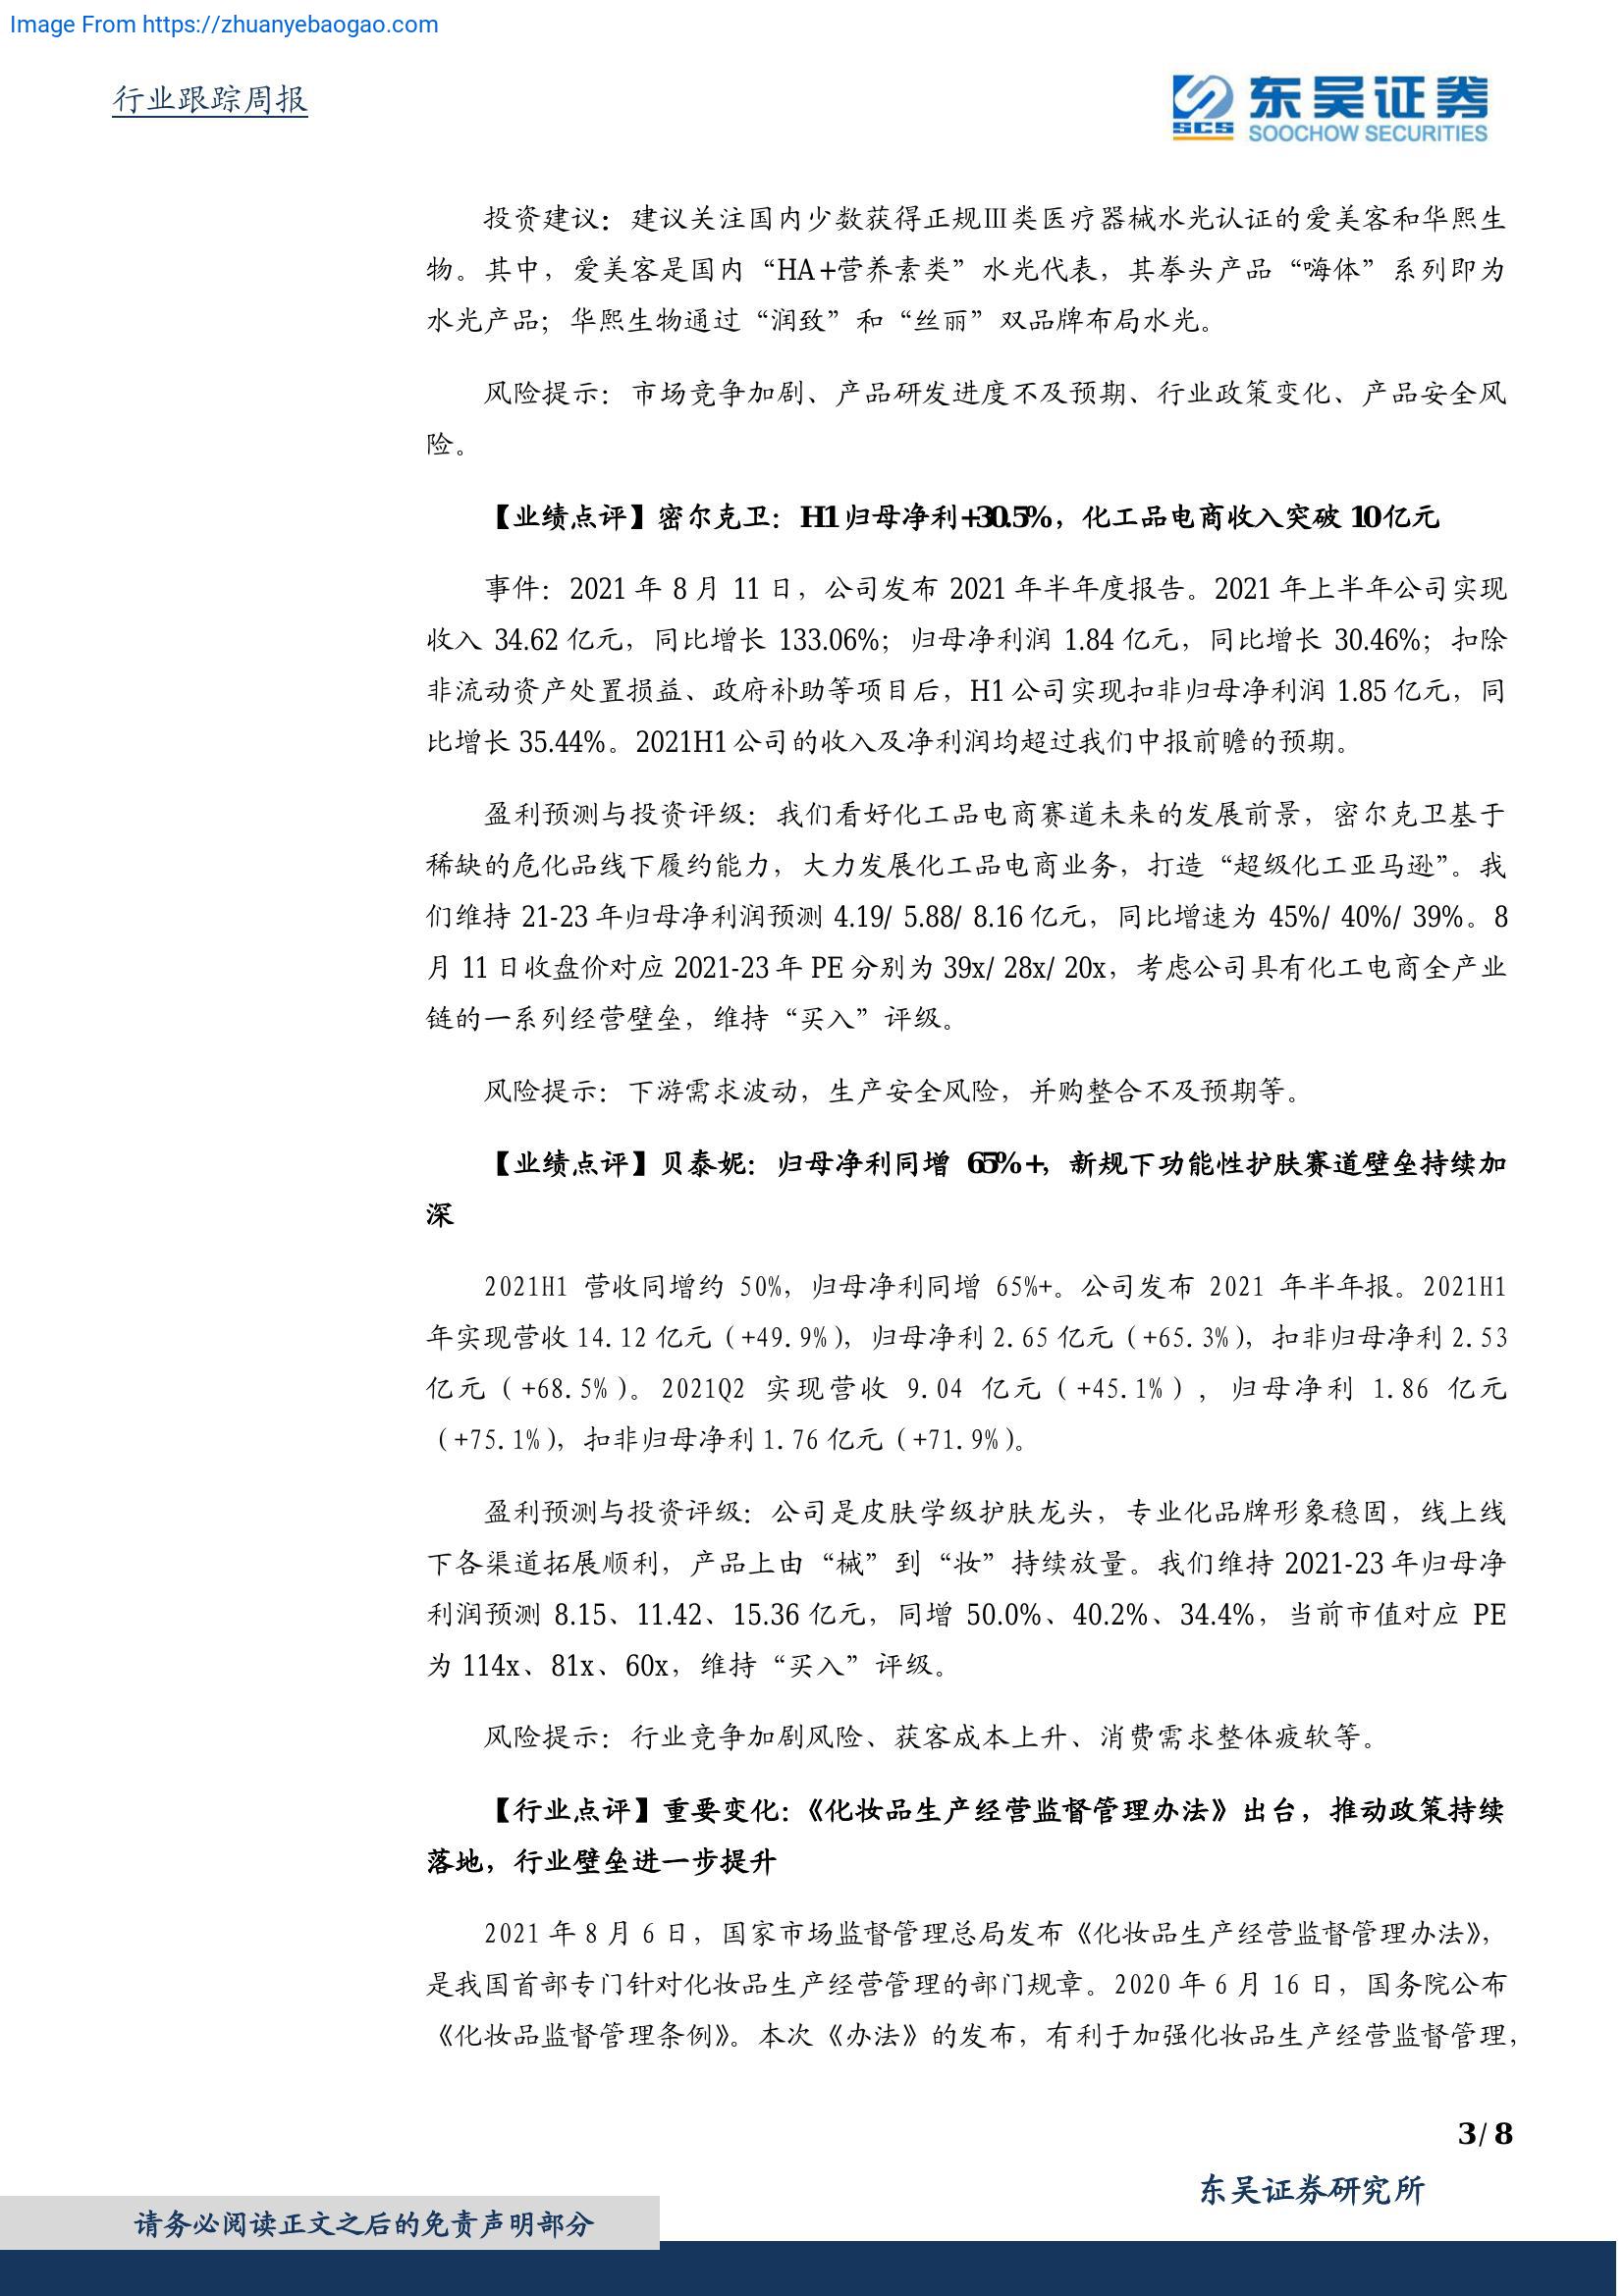 Image From https://zhuanyebaogao.com
行业跟踪周报
SCS
东吴证券
SOOCHOW SECURITIES
投资建议：建议关注国内少数获得正规Ⅲ类医疗器械水光认证的爱美客和华熙生
物。其中，爱美客是国内“HA+营养素类”水光代表，其拳头产品“嗨体”系列即为
水光产品；华熙生物通过“润致”和“丝丽”双品牌布局水光。
风险提示：市场竞争加剧、产品研发进度不及预期、行业政策变化、产品安全风
险。
【业绩点评】密尔克卫：H1 归母净利+30.5%，化工品电商收入突破 10 亿元
事件：2021 年 8 月 11 日，公司发布 2021 年半年度报告。2021 年上半年公司实现
收入 34.62 亿元，同比增长 133.06%；归母净利润 1.84 亿元，同比增长 30.46%；扣除
非流动资产处置损益、政府补助等项目后，H1 公司实现扣非归母净利润 1.85 亿元，同
比增长 35.44%。2021H1 公司的收入及净利润均超过我们中报前瞻的预期。
盈利预测与投资评级：我们看好化工品电商赛道未来的发展前景，密尔克卫基于
稀缺的危化品线下履约能力，大力发展化工品电商业务，打造“超级化工亚马逊”。我
们维持 21-23 年归母净利润预测 4.19/ 5.88/ 8.16 亿元，同比增速为 45%/ 40%/ 39%。8
月 11 日收盘价对应 2021-23 年 PE 分别为 39x/ 28x/ 20x，考虑公司具有化工电商全产业
链的一系列经营壁垒，维持“买入”评级。
风险提示：下游需求波动，生产安全风险，并购整合不及预期等。
【业绩点评】贝泰妮：归母净利同增 65%+，新规下功能性护肤赛道壁垒持续加
深
2021H1 营收同增约 50%，归母净利同增 65%+。公司发布 2021 年半年报。2021H1
年实现营收 14.12 亿元（+49.9%），归母净利 2.65 亿元（+65.3%），扣非归母净利 2.53
亿元（+68.5%）。2021Q2 实现营收 9.04 亿元（+45.1%），归母净利 1.86 亿元
（+75.1%），扣非归母净利 1.76 亿元（+71.9%）。
盈利预测与投资评级：公司是皮肤学级护肤龙头，专业化品牌形象稳固，线上线
下各渠道拓展顺利，产品上由“械”到“妆”持续放量。我们维持 2021-23 年归母净
利润预测 8.15、11.42、15.36 亿元，同增 50.0%、40.2%、34.4%，当前市值对应 PE
为 114x、81x、60x，维持“买入”评级。
风险提示：行业竞争加剧风险、获客成本上升、消费需求整体疲软等。
【行业点评】重要变化：《化妆品生产经营监督管理办法》出台，推动政策持续
落地，行业壁垒进一步提升
2021 年 8 月 6 日，国家市场监督管理总局发布《化妆品生产经营监督管理办法》，
是我国首部专门针对化妆品生产经营管理的部门规章。2020 年 6 月 16 日，国务院公布
《化妆品监督管理条例》。本次《办法》的发布，有利于加强化妆品生产经营监督管理，
3/ 8
东吴证券研究所
请务必阅读正文之后的免责声明部分